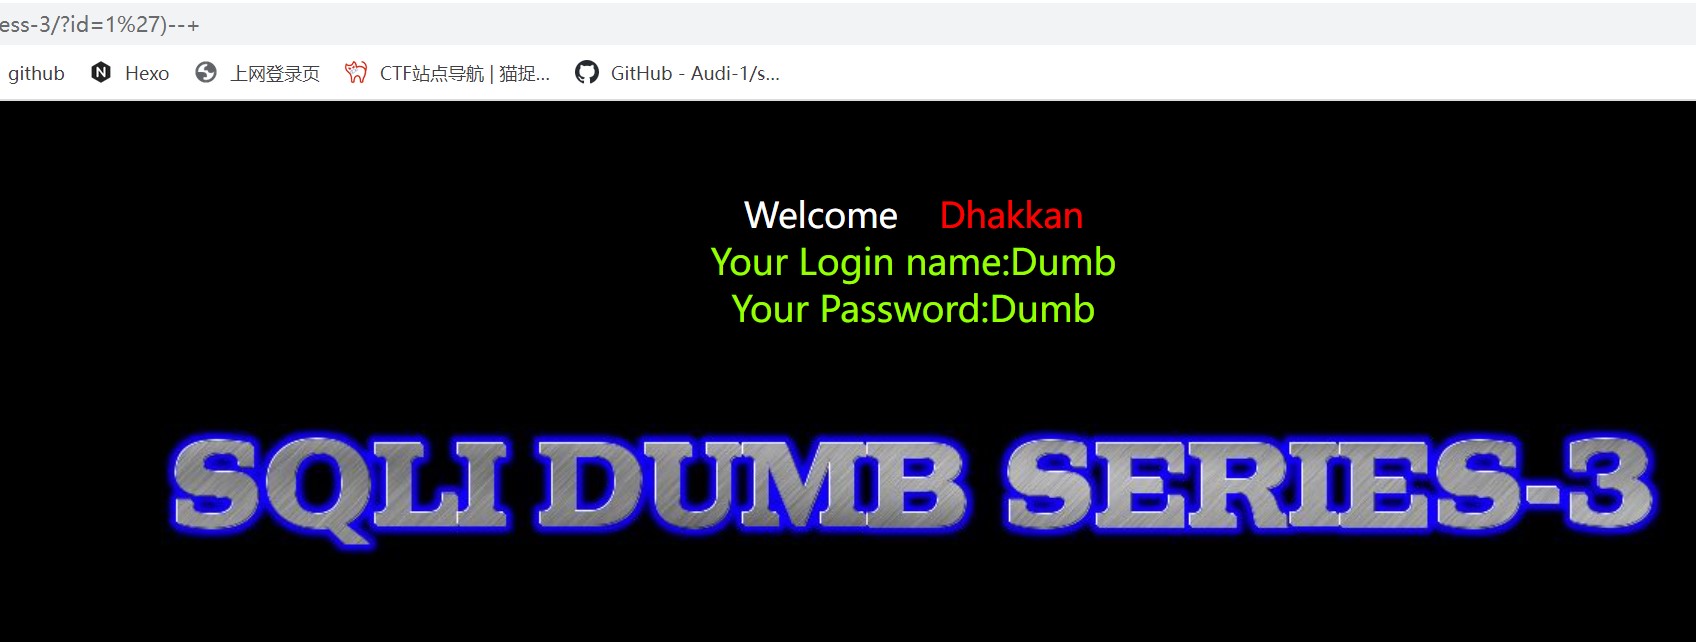 ess-3/?id=1%27)--+
github Hexo 上网登录页 CTF站点导航 | 猫捉... GitHub - Audi-1/s...
Welcome Dhakkan
Your Login name:Dumb
Your Password:Dumb
SQLI DUMB SERIES-3